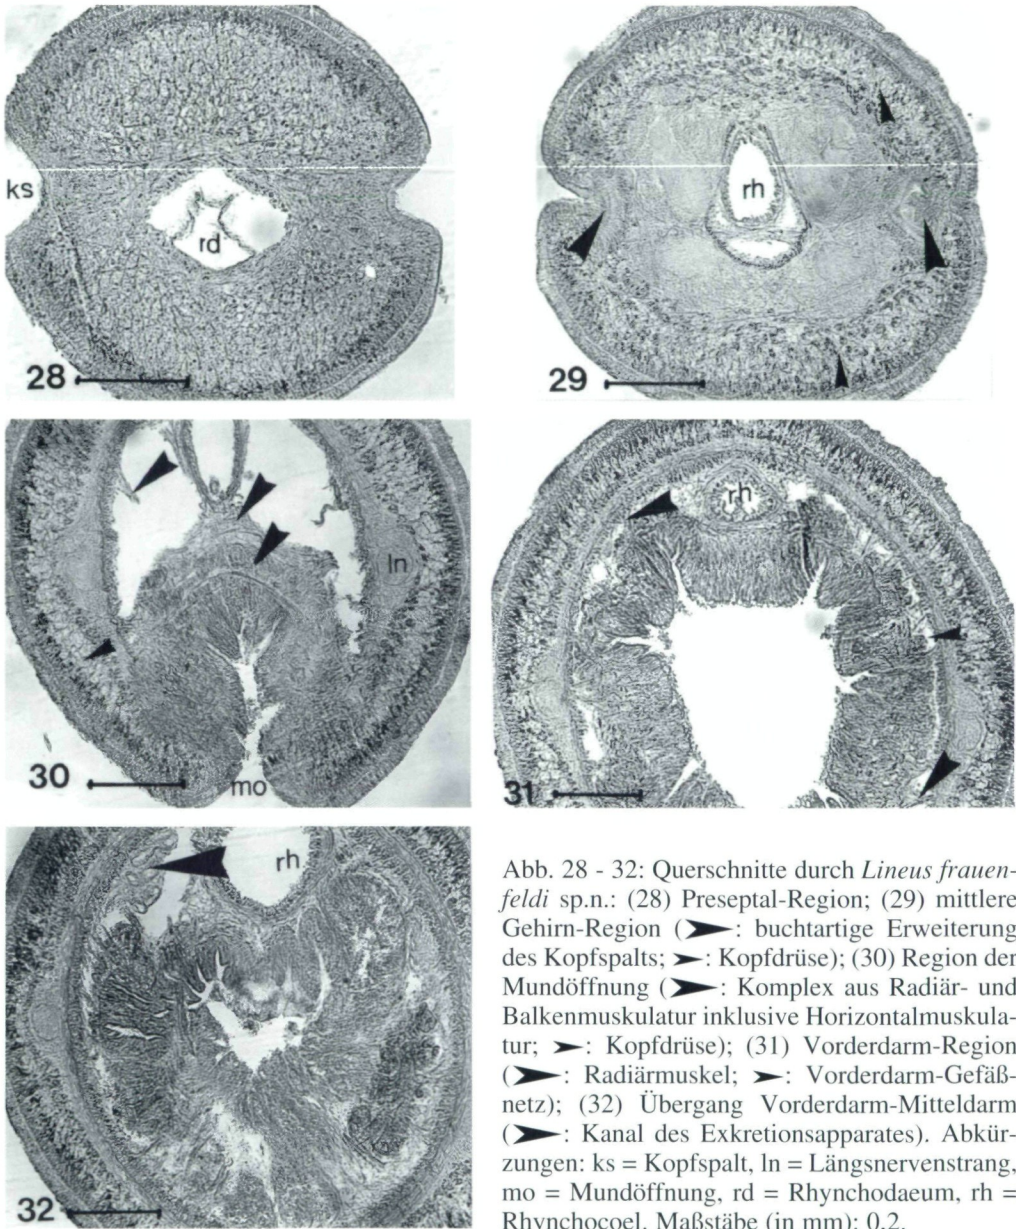 ks
rd
28
rh
29
ln
30
mo
rh
31
rh
32
Abb. 28 - 32: Querschnitte durch Lineus frauen-
feldi sp.n.: (28) Preseptal-Region; (29) mittlere
Gehirn-Region (➤: buchtartige Erweiterung
des Kopfspalts; ➤: Kopfdrüse); (30) Region der
Mundöffnung (➤: Komplex aus Radiär- und
Balkenmuskulatur inklusive Horizontalmuskula-
tur; ➤: Kopfdrüse); (31) Vorderdarm-Region
(➤: Radiärmuskel; ➤: Vorderdarm-Gefäß-
netz); (32) Übergang Vorderdarm-Mitteldarm
(➤: Kanal des Exkretionsapparates). Abkür-
zungen: ks = Kopfspalt, ln = Längsnervenstrang,
mo = Mundöffnung, rd = Rhynchodaeum, rh =
Rhynchocoel. Maßstäbe (in mm): 0,2.